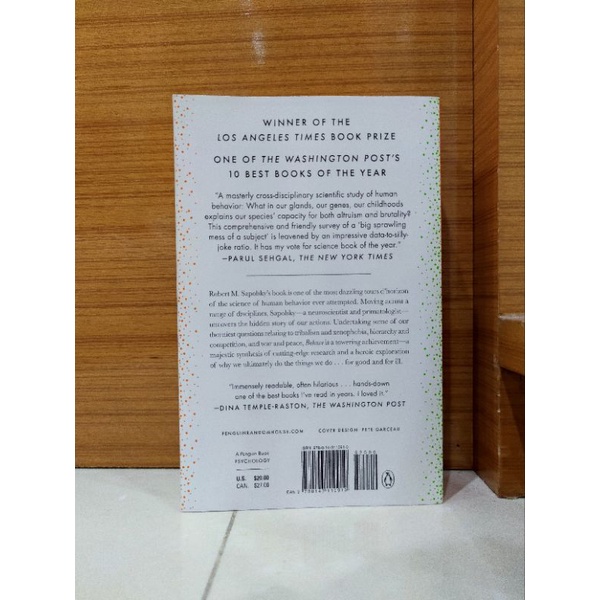 WINNER OF THE
LOS ANGELES TIMES BOOK PRIZE
ONE OF THE WASHINGTON POST'S
10 BEST BOOKS OF THE YEAR
"A masterly cross-disciplinary scientific study of human
behavior: What in our glands, our genes, our childhoods
explains our species' capacity for both altruism and brutality?
This comprehensive and friendly survey of a 'big sprawling
mess of a subject' is leavened by an impressive data-to-silly-
joke ratio. It has my vote for science book of the year."
—PARUL SEHGAL, THE NEW YORK TIMES
Robert M. Sapolsky's book is one of the most dazzling tours d'horizon
of the science of human behavior ever attempted. Moving across a
range of disciplines, Sapolsky—a neuroscientist and primatologist—
uncovers the hidden story of our actions. Undertaking some of our
thorniest questions relating to tribalism and xenophobia, hierarchy and
competition, and war and peace, Behave is a towering achievement—a
majestic synthesis of cutting-edge research and a heroic exploration
of why we ultimately do the things we do . . . for good and for ill.
"Immensely readable, often hilarious . . . hands-down
one of the best books I've read in years. I loved it."
—DINA TEMPLE-RASTON, THE WASHINGTON POST
PENGUINRANDOMHOUSE.COM COVER DESIGN: PETE GARCEAU
A Penguin Book
PSYCHOLOGY
U.S. $20.00
CAN. $27.00
ISBN
EAN